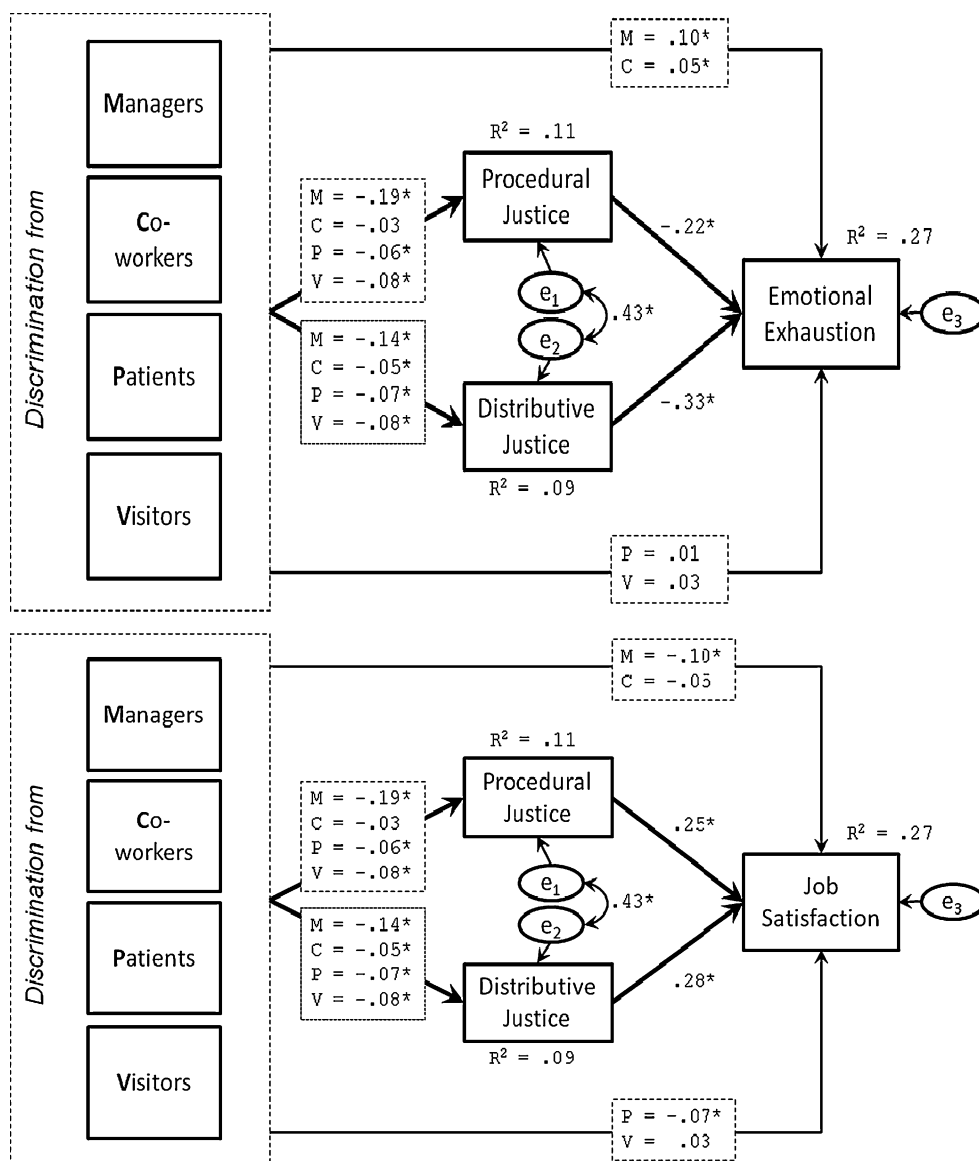 Discrimination from
Managers
Co-
workers
Patients
Visitors
M = .10*
C = .05*
M = -.19*
C = -.03
P = -.06*
V = -.08*
M = -.14*
C = -.05*
P = -.07*
V = -.08*
R² = .11
Procedural
Justice
e₁
e₂
.43*
Distributive
Justice
R² = .09
-.22*
-.33*
R² = .27
Emotional
Exhaustion
e₃
P = .01
V = .03
Discrimination from
Managers
Co-
workers
Patients
Visitors
M = -.10*
C = -.05
M = -.19*
C = -.03
P = -.06*
V = -.08*
M = -.14*
C = -.05*
P = -.07*
V = -.08*
R² = .11
Procedural
Justice
e₁
e₂
.43*
Distributive
Justice
R² = .09
.25*
.28*
R² = .27
Job
Satisfaction
e₃
P = -.07*
V = .03